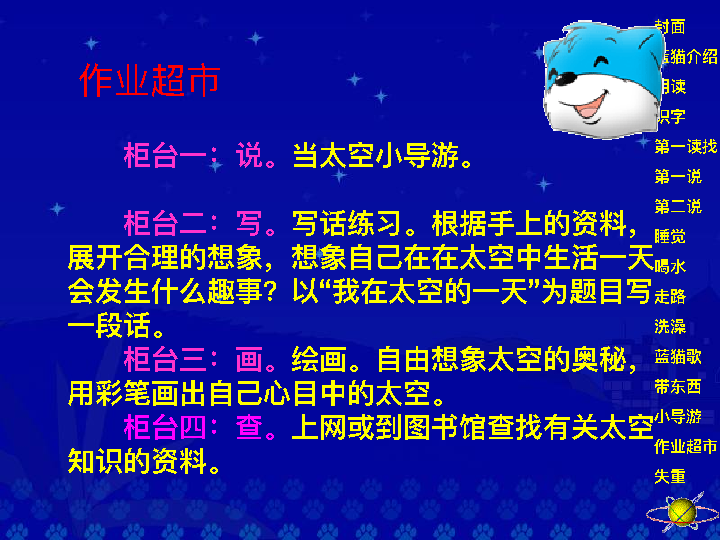 作业超市
柜台一：说。当太空小导游。
柜台二：写。写话练习。根据手上的资料，
展开合理的想象，想象自己在在太空中生活一天
会发生什么趣事？以“我在太空的一天”为题目写
一段话。
柜台三：画。绘画。自由想象太空的奥秘，
用彩笔画出自己心目中的太空。
柜台四：查。上网或到图书馆查找有关太空
知识的资料。
封面
蓝猫介绍
朗读
识字
第一读找
第一说
第二说
睡觉
喝水
走路
洗澡
蓝猫歌
带东西
小导游
作业超市
失重